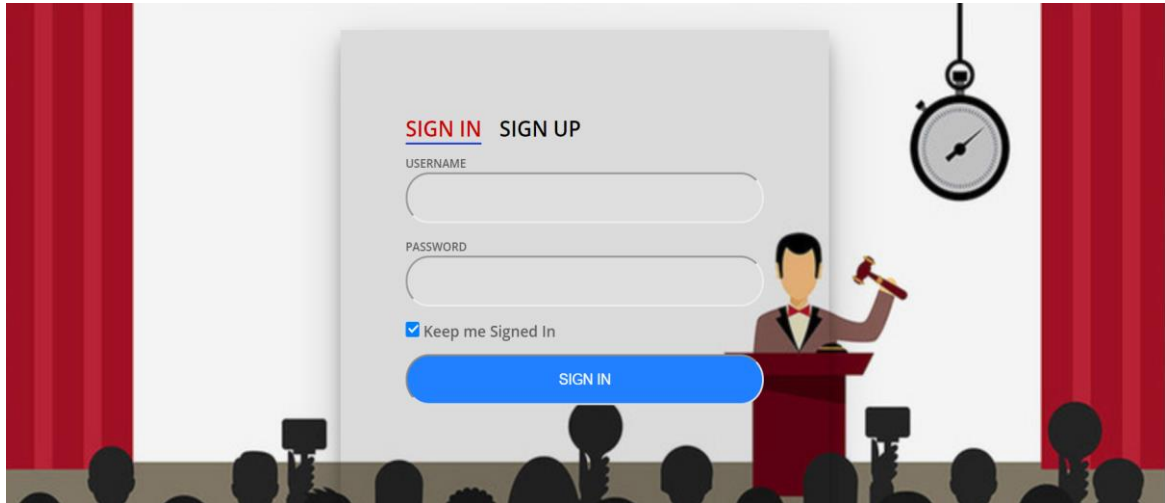 SIGN IN SIGN UP
USERNAME
PASSWORD
Keep me Signed In
SIGN IN